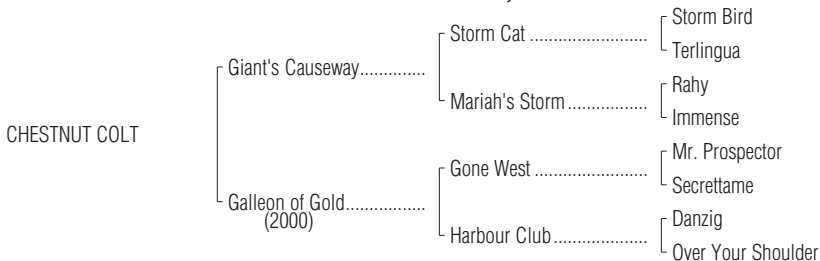 Storm Bird
Storm Cat ........................
Terlingua
Giant's Causeway..............
Rahy
Mariah's Storm.................
Immense
CHESTNUT COLT
Mr. Prospector
Gone West .......................
Secrettame
Galleon of Gold.................
(2000)
Danzig
Harbour Club....................
Over Your Shoulder